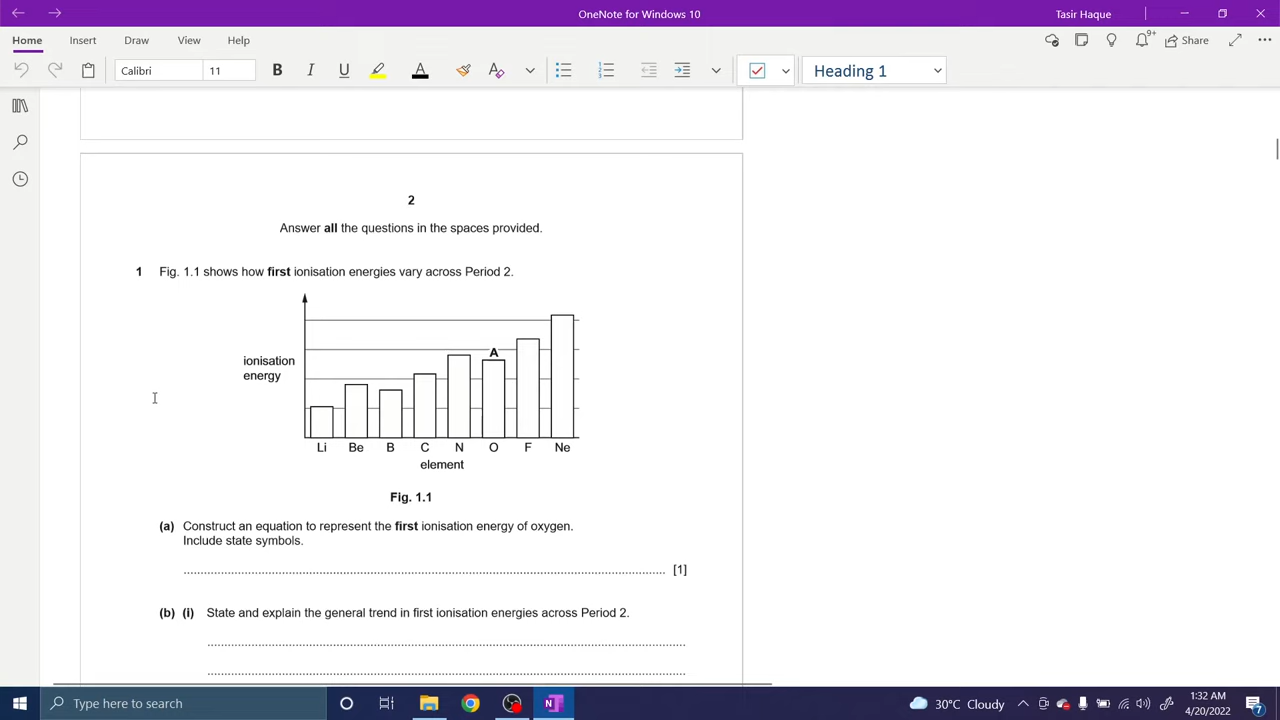 OneNote for Windows 10
Tasir Haque
Home
Insert
Draw
View
Help
9+
Share
Calibri
11
B
I
U
A
A
Heading 1
2
Answer all the questions in the spaces provided.
1 Fig. 1.1 shows how first ionisation energies vary across Period 2.
A
ionisation
energy
Li Be B C N O F Ne
element
Fig. 1.1
(a) Construct an equation to represent the first ionisation energy of oxygen.
Include state symbols.
[1]
(b) (i) State and explain the general trend in first ionisation energies across Period 2.
Type here to search
30°C Cloudy
1:32 AM
4/20/2022
7